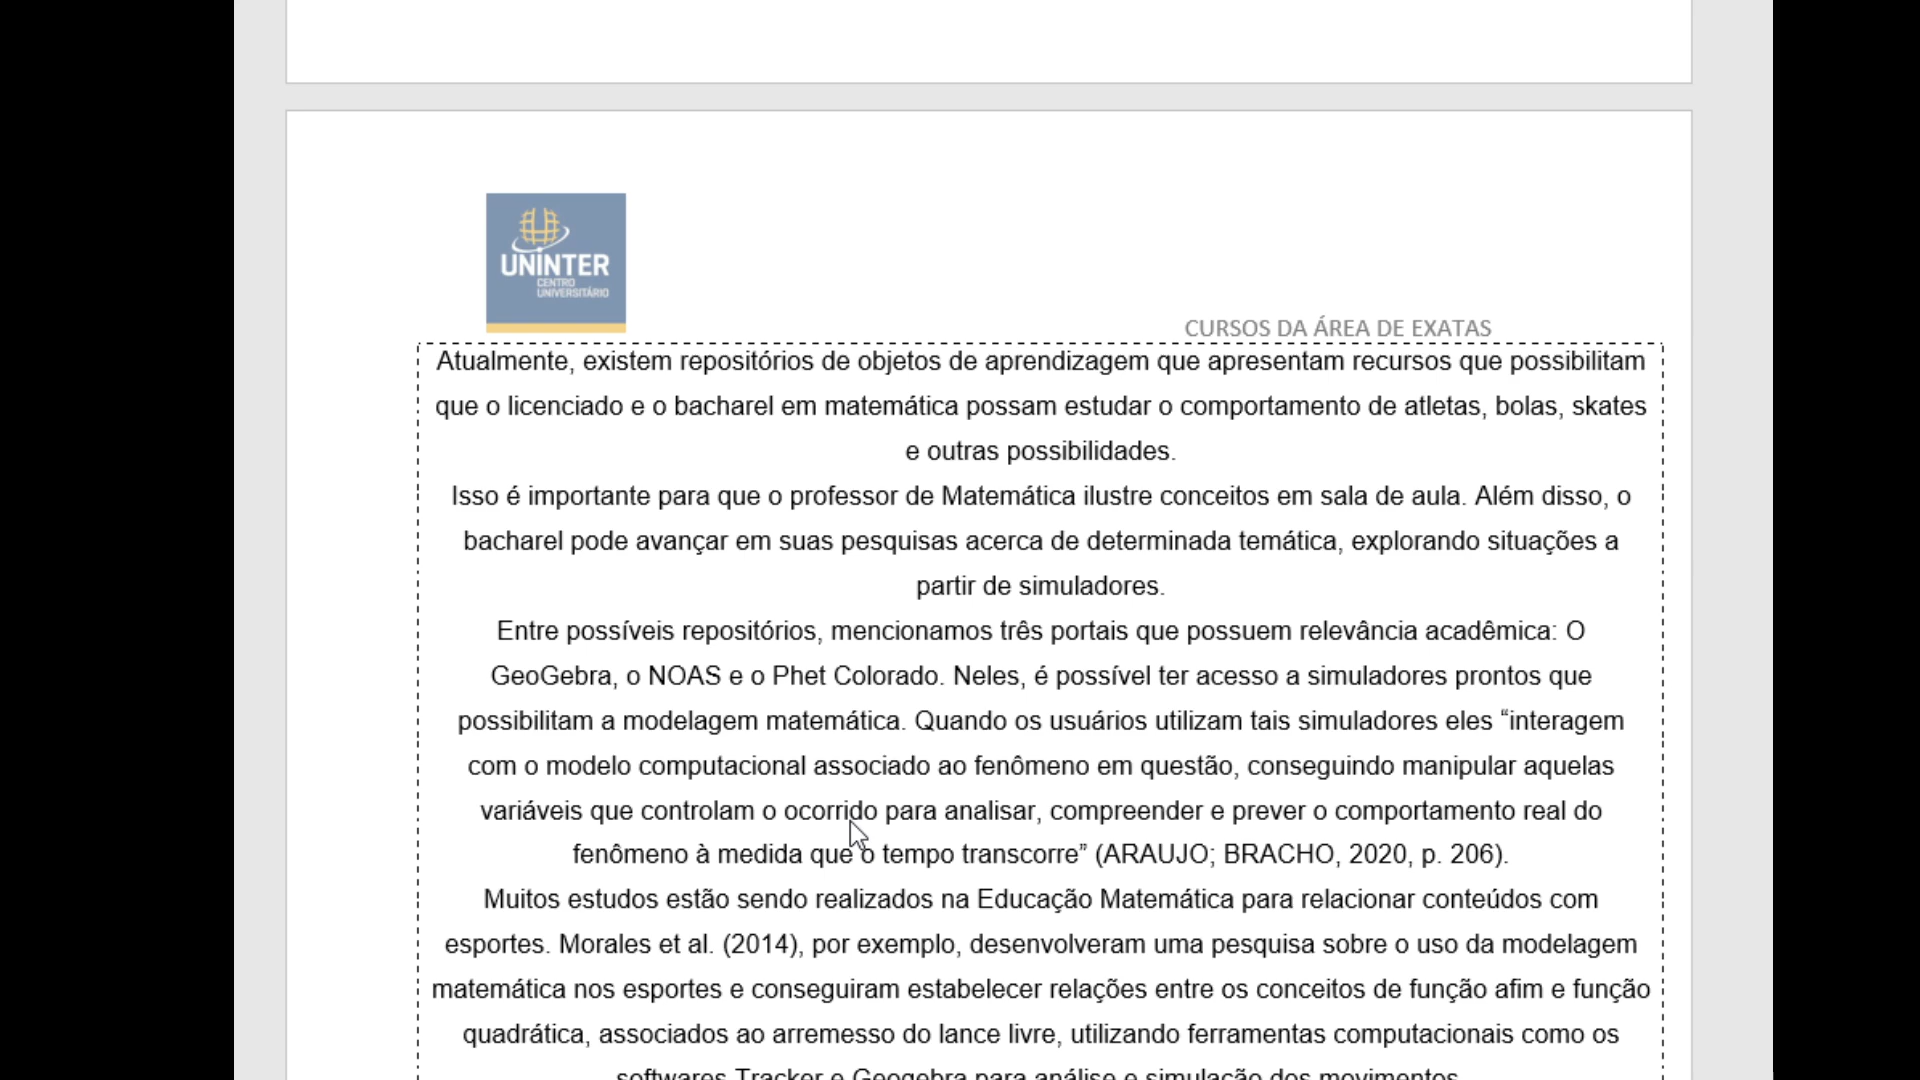 UNINTER
CENTRO
UNIVERSITÁRIO
CURSOS DA ÁREA DE EXATAS
Atualmente, existem repositórios de objetos de aprendizagem que apresentam recursos que possibilitam
que o licenciado e o bacharel em matemática possam estudar o comportamento de atletas, bolas, skates
e outras possibilidades.
Isso é importante para que o professor de Matemática ilustre conceitos em sala de aula. Além disso, o
bacharel pode avançar em suas pesquisas acerca de determinada temática, explorando situações a
partir de simuladores.
Entre possíveis repositórios, mencionamos três portais que possuem relevância acadêmica: O
GeoGebra, o NOAS e o Phet Colorado. Neles, é possível ter acesso a simuladores prontos que
possibilitam a modelagem matemática. Quando os usuários utilizam tais simuladores eles “interagem
com o modelo computacional associado ao fenômeno em questão, conseguindo manipular aquelas
variáveis que controlam o ocorrido para analisar, compreender e prever o comportamento real do
fenômeno à medida que o tempo transcorre” (ARAUJO; BRACHO, 2020, p. 206).
Muitos estudos estão sendo realizados na Educação Matemática para relacionar conteúdos com
esportes. Morales et al. (2014), por exemplo, desenvolveram uma pesquisa sobre o uso da modelagem
matemática nos esportes e conseguiram estabelecer relações entre os conceitos de função afim e função
quadrática, associados ao arremesso do lance livre, utilizando ferramentas computacionais como os
softwares Tracker e Geogebra para análise e simulação dos movimentos.